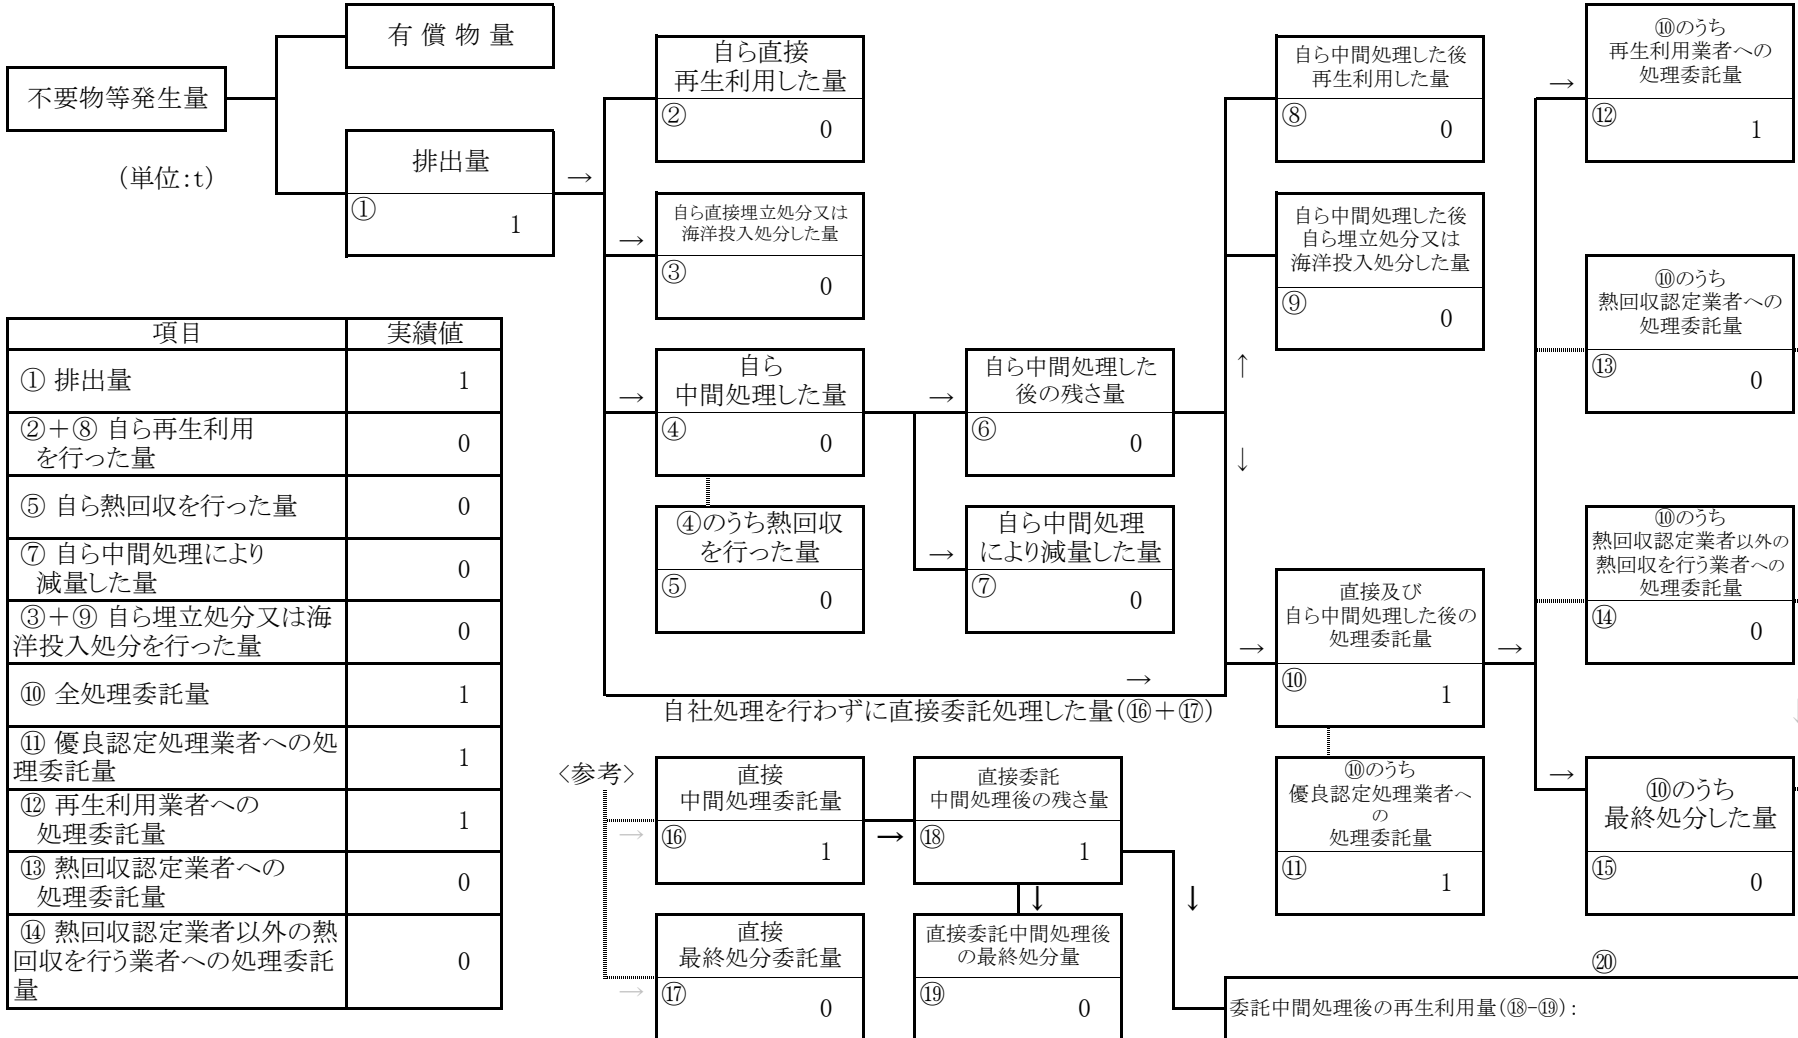 有 償 物 量
不要物等発生量
(単位:t)
排出量
①
1
→
自ら直接
再生利用した量
②
0
→
自ら直接埋立処分又は
海洋投入処分した量
③
0
→
自ら
中間処理した量
④
0
④のうち熱回収
を行った量
⑤
0
→
自ら中間処理した
後の残さ量
⑥
0
→
自ら中間処理
により減量した量
⑦
0
自ら中間処理した後
再生利用した量
⑧
0
自ら中間処理した後
自ら埋立処分又は
海洋投入処分した量
⑨
0
↑
↓
→
直接及び
自ら中間処理した後の
処理委託量
⑩
1
→
自社処理を行わずに直接委託処理した量(⑯+⑰)
→
⑩のうち
優良認定処理業者へ
の
処理委託量
⑪
1
→
⑩のうち
再生利用業者への
処理委託量
⑫
1
⑩のうち
熱回収認定業者への
処理委託量
⑬
0
⑩のうち
熱回収認定業者以外の
熱回収を行う業者への
処理委託量
⑭
0
→
⑩のうち
最終処分した量
⑮
0
項目 実績値
① 排出量 1
②+⑧ 自ら再生利用
を行った量
0
⑤ 自ら熱回収を行った量 0
⑦ 自ら中間処理により
減量した量
0
③+⑨ 自ら埋立処分又は海
洋投入処分を行った量
0
⑩ 全処理委託量 1
⑪ 優良認定処理業者への処
理委託量
1
⑫ 再生利用業者への
処理委託量
1
⑬ 熱回収認定業者への
処理委託量
0
⑭ 熱回収認定業者以外の熱
回収を行う業者への処理委託
量
0
<参考>
→
直接
中間処理委託量
⑯
1
→
直接委託
中間処理後の残さ量
⑱
1
↓
↓
→
直接
最終処分委託量
⑰
0
直接委託中間処理後
の最終処分量
⑲
0
⑳
委託中間処理後の再生利用量(⑱-⑲):